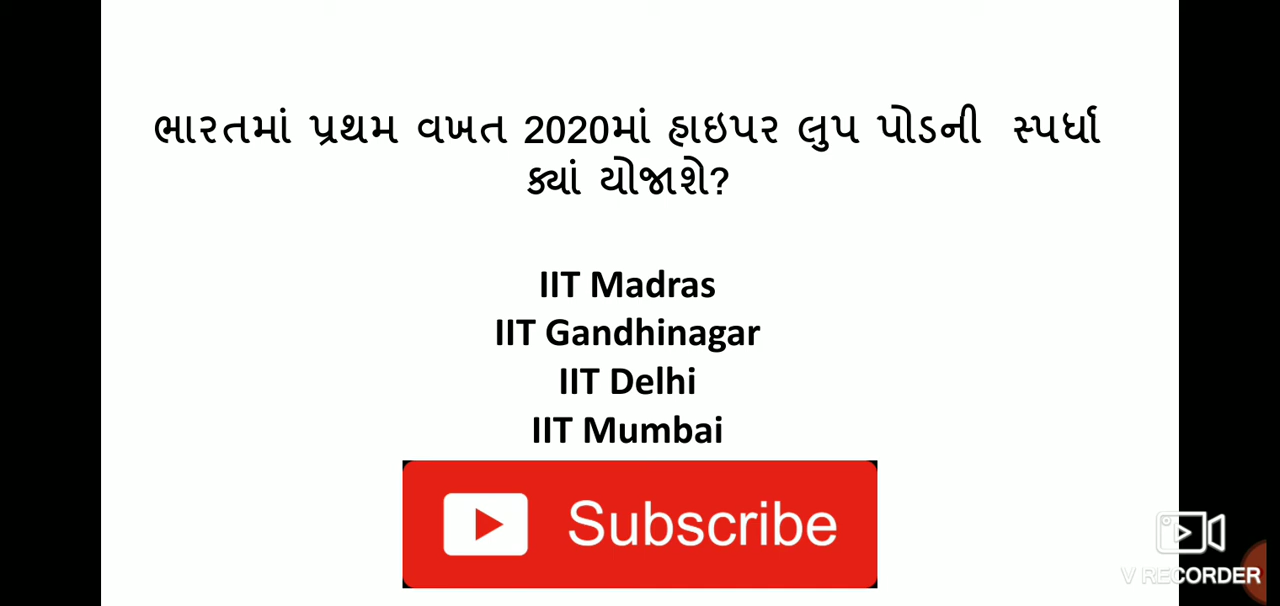 ભારતમાં પ્રથમ વખત 2020માં હાઇપર લુપ પોડની સ્પર્ધા
ક્યાં યોજાશે?
IIT Madras
IIT Gandhinagar
IIT Delhi
IIT Mumbai
Subscribe
V RECORDER